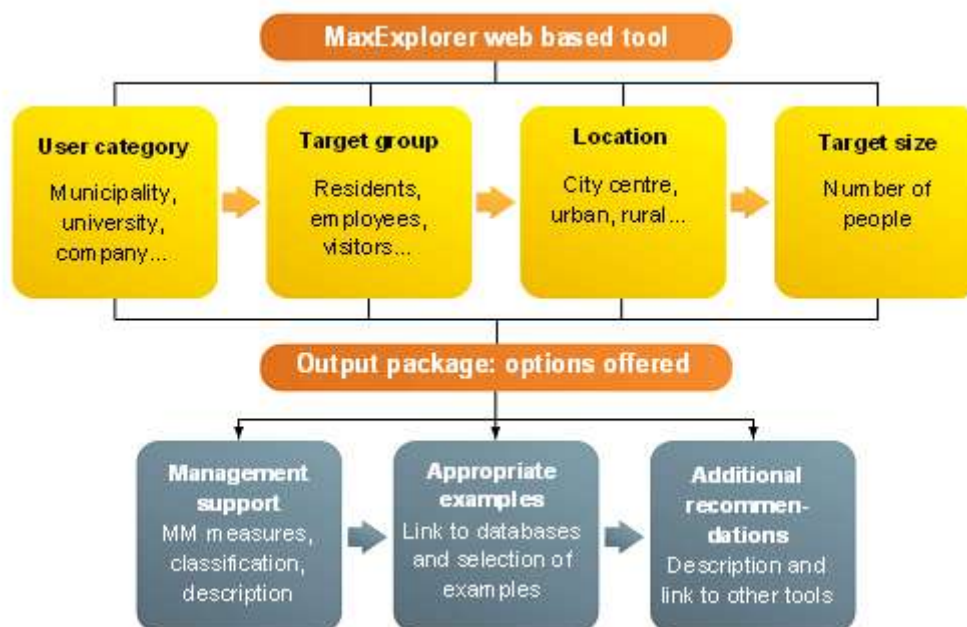 MaxExplorer web based tool
User category
Municipality,
university,
company...
Target group
Residents,
employees,
visitors...
Location
City centre,
urban, rural...
Target size
Number of
people
Output package: options offered
Management
support
MM measures,
classification,
description
Appropriate
examples
Link to databases
and selection of
examples
Additional
recommen-
dations
Description and
link to other tools